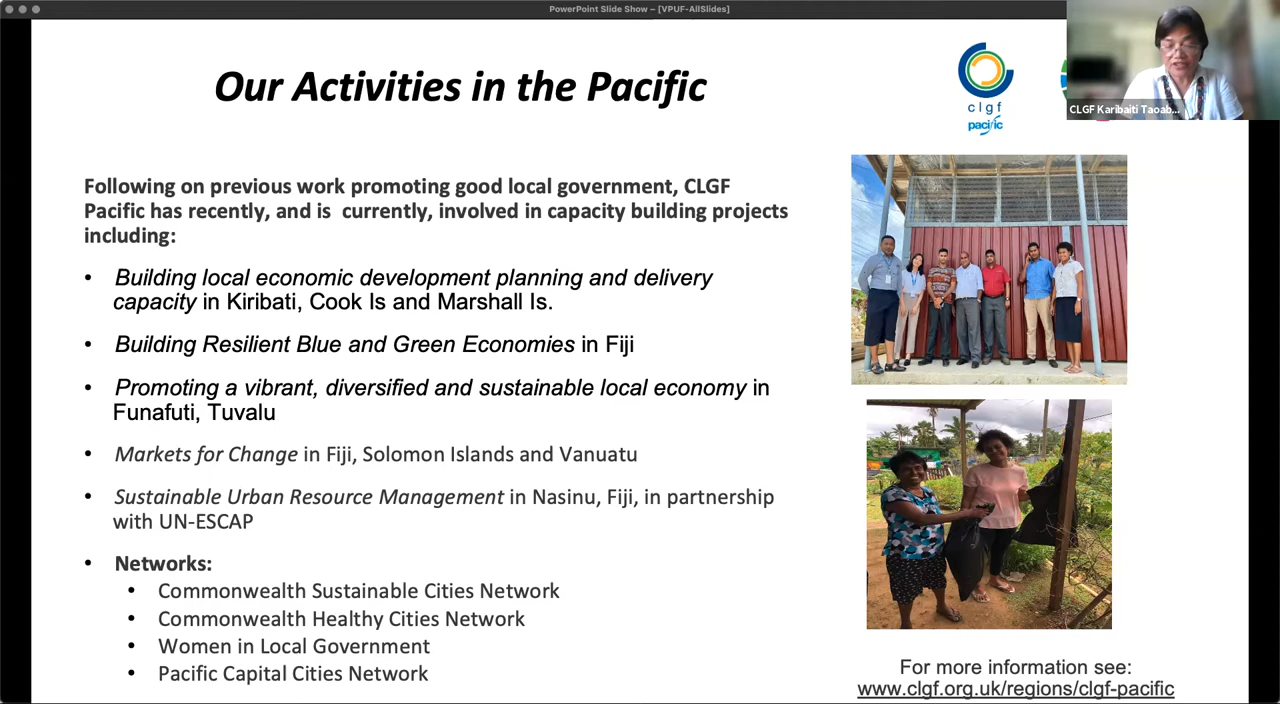 PowerPoint Slide Show – [VPUF-AllSlides]
Our Activities in the Pacific
clgf
pacific
CLGF Karibaiti Taoab...
Following on previous work promoting good local government, CLGF
Pacific has recently, and is  currently, involved in capacity building projects
including:
• Building local economic development planning and delivery
capacity in Kiribati, Cook Is and Marshall Is.
• Building Resilient Blue and Green Economies in Fiji
• Promoting a vibrant, diversified and sustainable local economy in
Funafuti, Tuvalu
• Markets for Change in Fiji, Solomon Islands and Vanuatu
• Sustainable Urban Resource Management in Nasinu, Fiji, in partnership
with UN-ESCAP
• Networks:
• Commonwealth Sustainable Cities Network
• Commonwealth Healthy Cities Network
• Women in Local Government
• Pacific Capital Cities Network
For more information see:
www.clgf.org.uk/regions/clgf-pacific